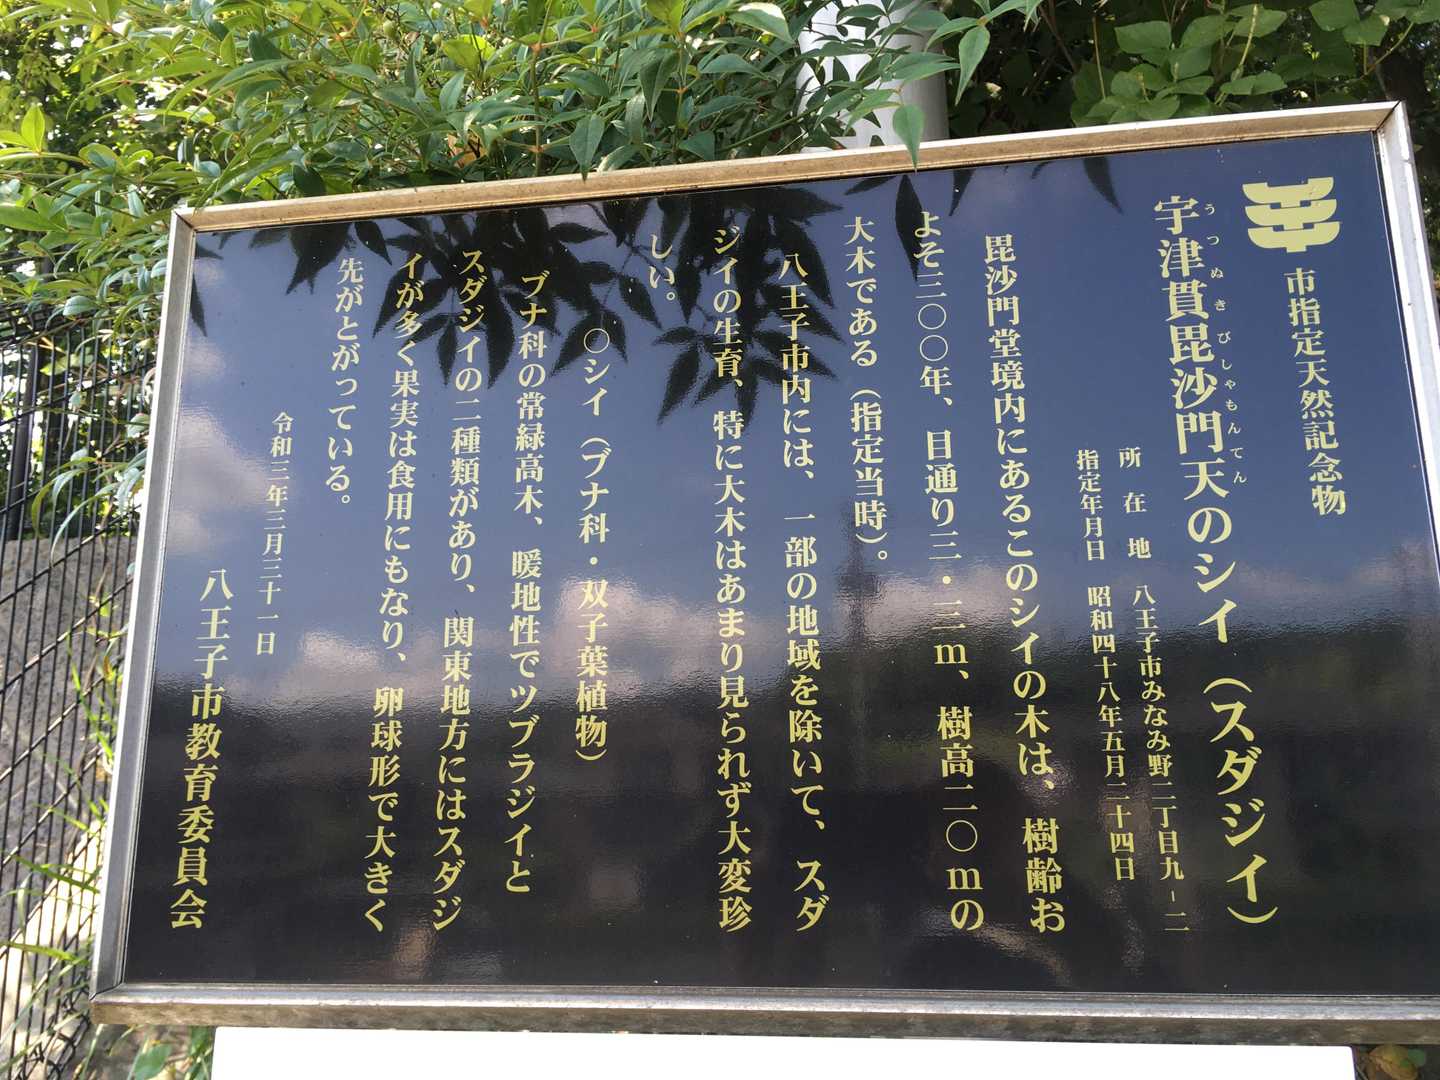 市指定天然記念物
宇津貫毘沙門天のシイ（スダジイ）
うつぬきびしゃもんてん
所在地 八王子市みなみ野二丁目九-二
指定年月日 昭和四十八年五月二十四日
毘沙門堂境内にあるこのシイの木は、樹齢お
よそ三〇〇年、目通り三・三m、樹高二〇mの
大木である（指定当時）。
八王子市内には、一部の地域を除いて、スダ
ジイの生育、特に大木はあまり見られず大変珍
しい。
〇シイ（ブナ科・双子葉植物）
ブナ科の常緑高木、暖地性でツブラジイと
スダジイの二種類があり、関東地方にはスダジ
イが多く果実は食用にもなり、卵球形で大きく
先がとがっている。
令和三年三月三十一日
八王子市教育委員会